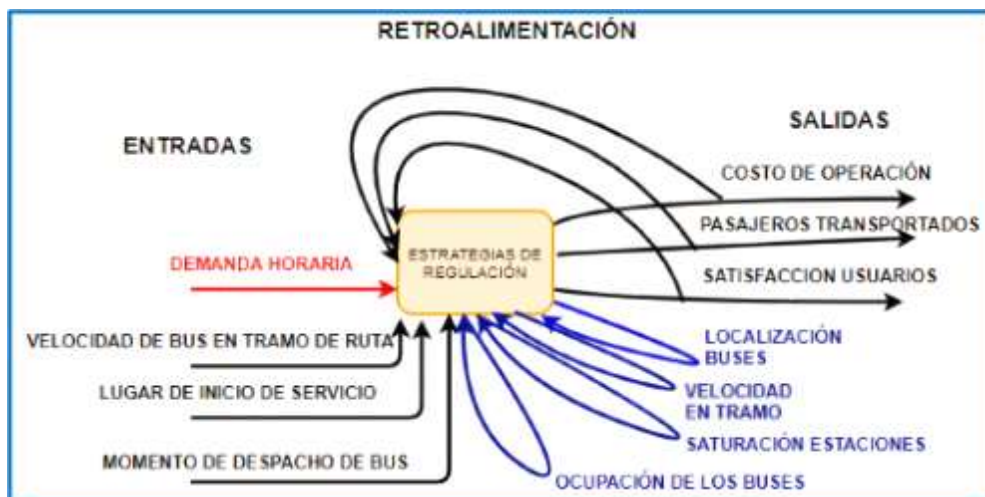 RETROALIMENTACIÓN
ENTRADAS
SALIDAS
COSTO DE OPERACIÓN
PASAJEROS TRANSPORTADOS
SATISFACCION USUARIOS
ESTRATEGIAS DE
REGULACIÓN
DEMANDA HORARIA
VELOCIDAD DE BUS EN TRAMO DE RUTA
LUGAR DE INICIO DE SERVICIO
MOMENTO DE DESPACHO DE BUS
LOCALIZACIÓN
BUSES
VELOCIDAD
EN TRAMO
SATURACIÓN ESTACIONES
OCUPACIÓN DE LOS BUSES